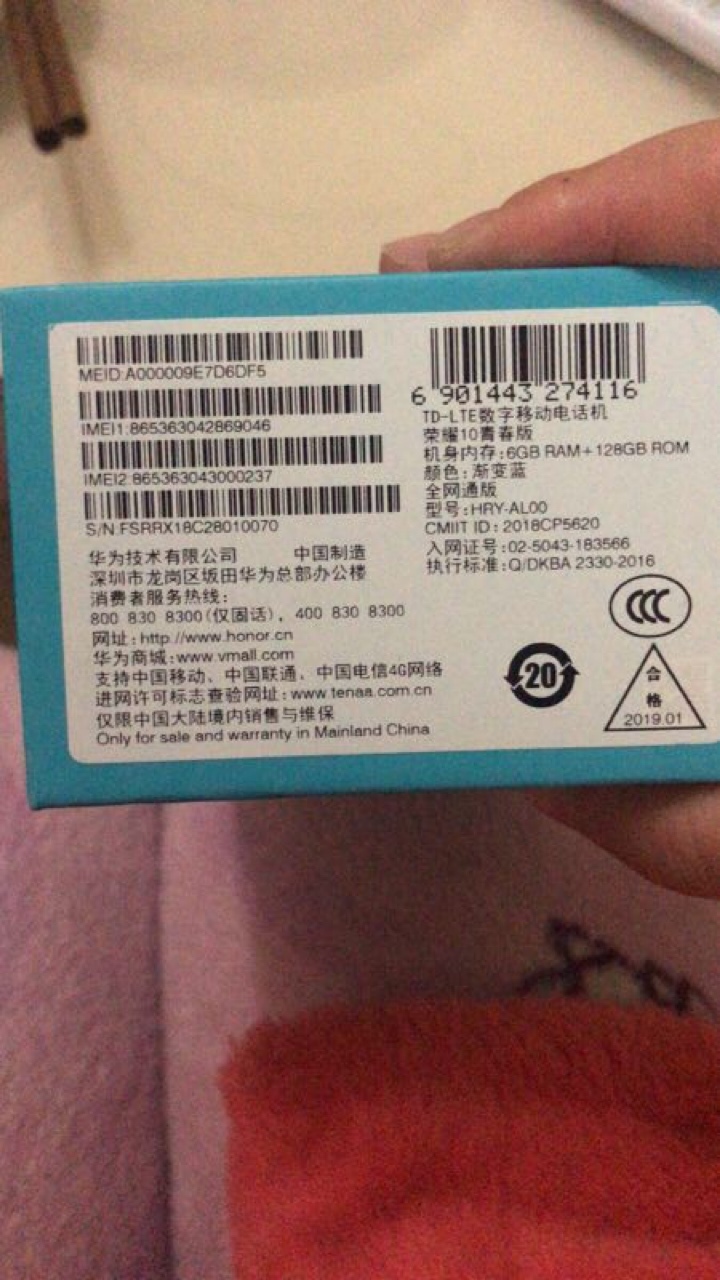 MEID:A000009E7D6DF5
IMEI1:865363042869046
IMEI2:865363043000237
S/N:FSRRX18C28010070
华为技术有限公司 中国制造
深圳市龙岗区坂田华为总部办公楼
消费者服务热线:
800 830 8300(仅固话), 400 830 8300
网址:http://www.honor.cn
华为商城:www.vmall.com
支持中国移动、中国联通、中国电信4G网络
进网许可标志查验网址:www.tenaa.com.cn
仅限中国大陆境内销售与维保
Only for sale and warranty in Mainland China
6 901443 274116
TD-LTE数字移动电话机
荣耀10青春版
机身内存:6GB RAM+128GB ROM
颜色:渐变蓝
全网通版
型号:HRY-AL00
CMIIT ID:2018CP5620
入网证号:02-5043-183566
执行标准:Q/DKBA 2330-2016
CCC
20
合
格
2019.01